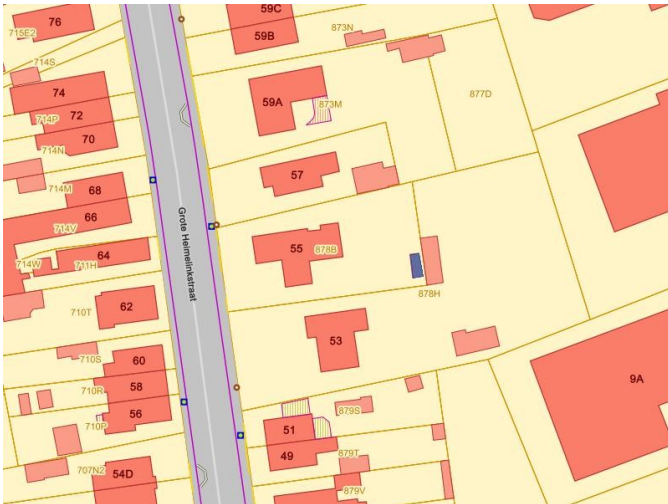 59C
76
715E2
59B
873N
714S
74
59A
873M
877D
72
714P
70
714N
57
68
714M
66
714V
Grote Heimelinkstraat
55
878B
64
714W
711H
878H
62
710T
53
60
710S
9A
58
710R
56
879S
710P
51
49
879T
707N2
54D
879V